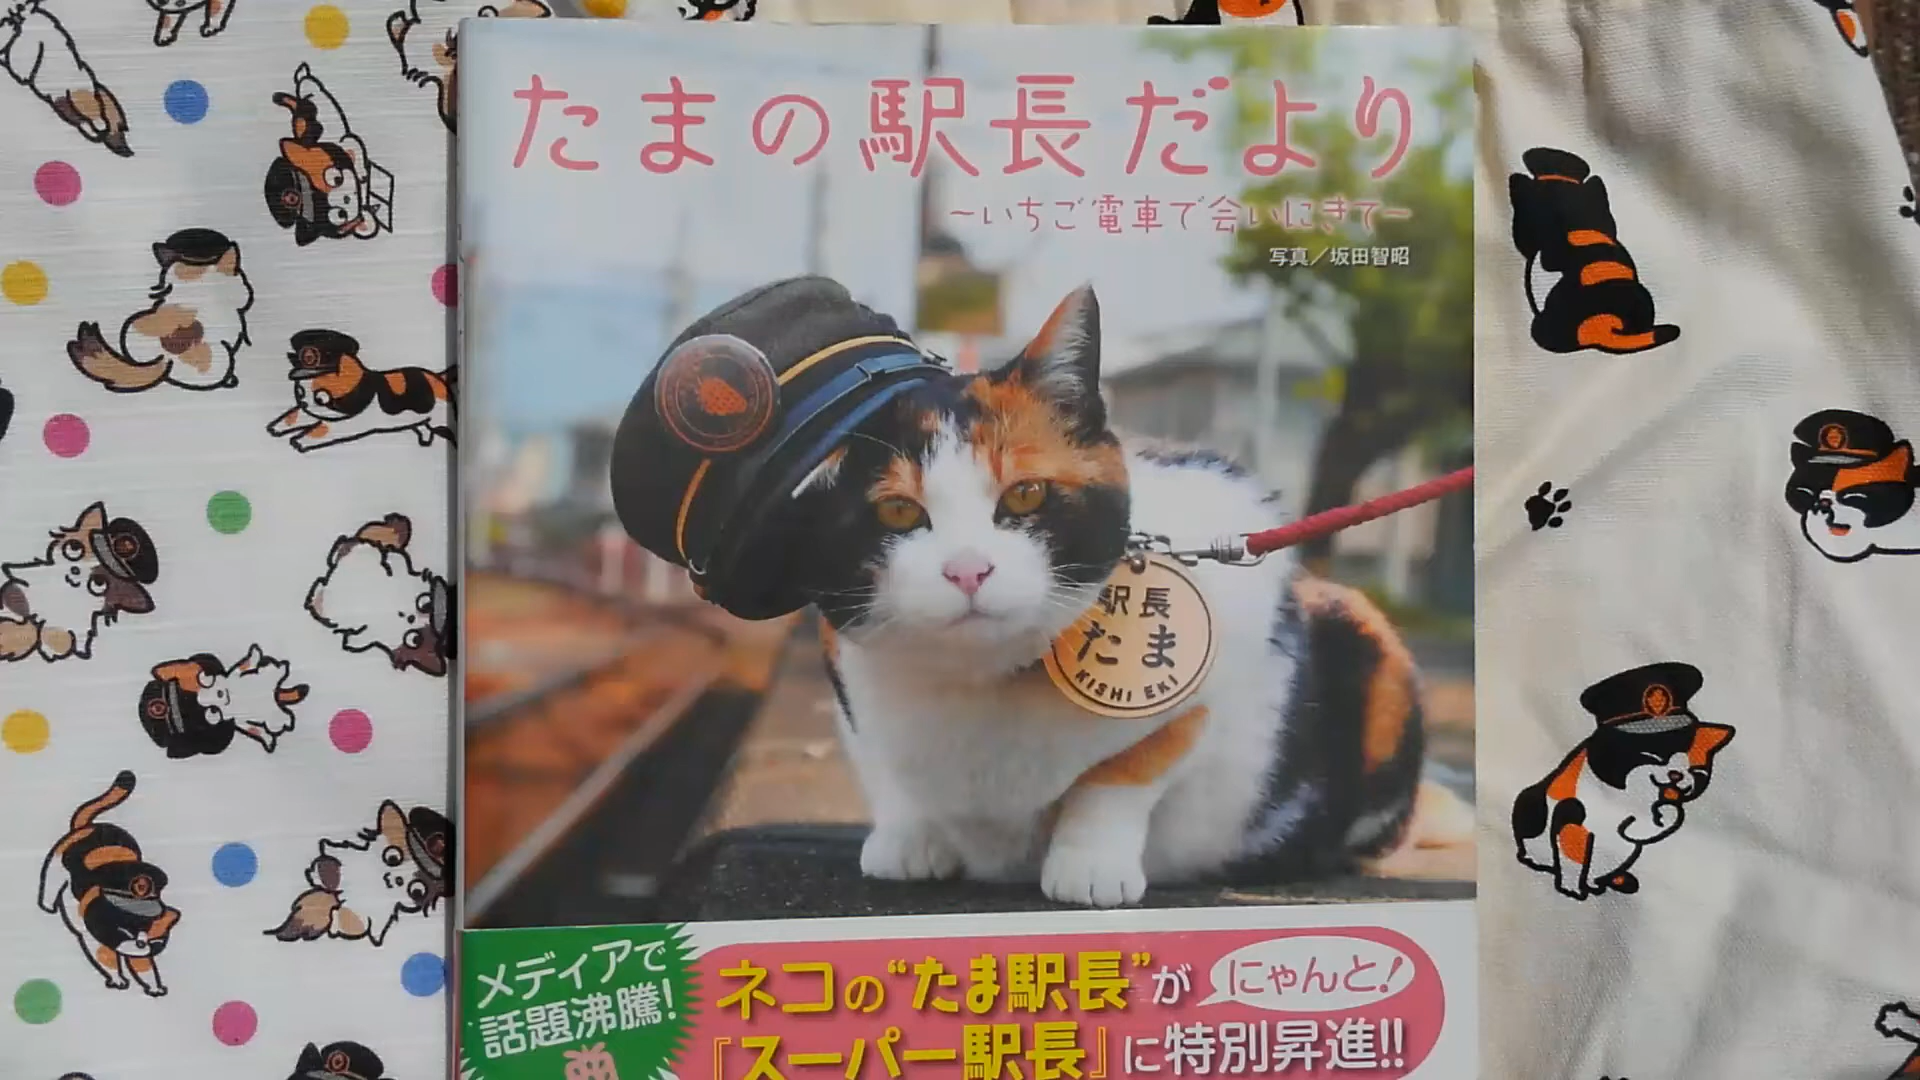 たまの駅長だより
～いちご電車で会いにきて～
写真／坂田智昭
駅長
たま
KISHI EKI
メディアで
話題沸騰!
ネコの“たま駅長”が
にゃんと!
『スーパー駅長』に特別昇進!!